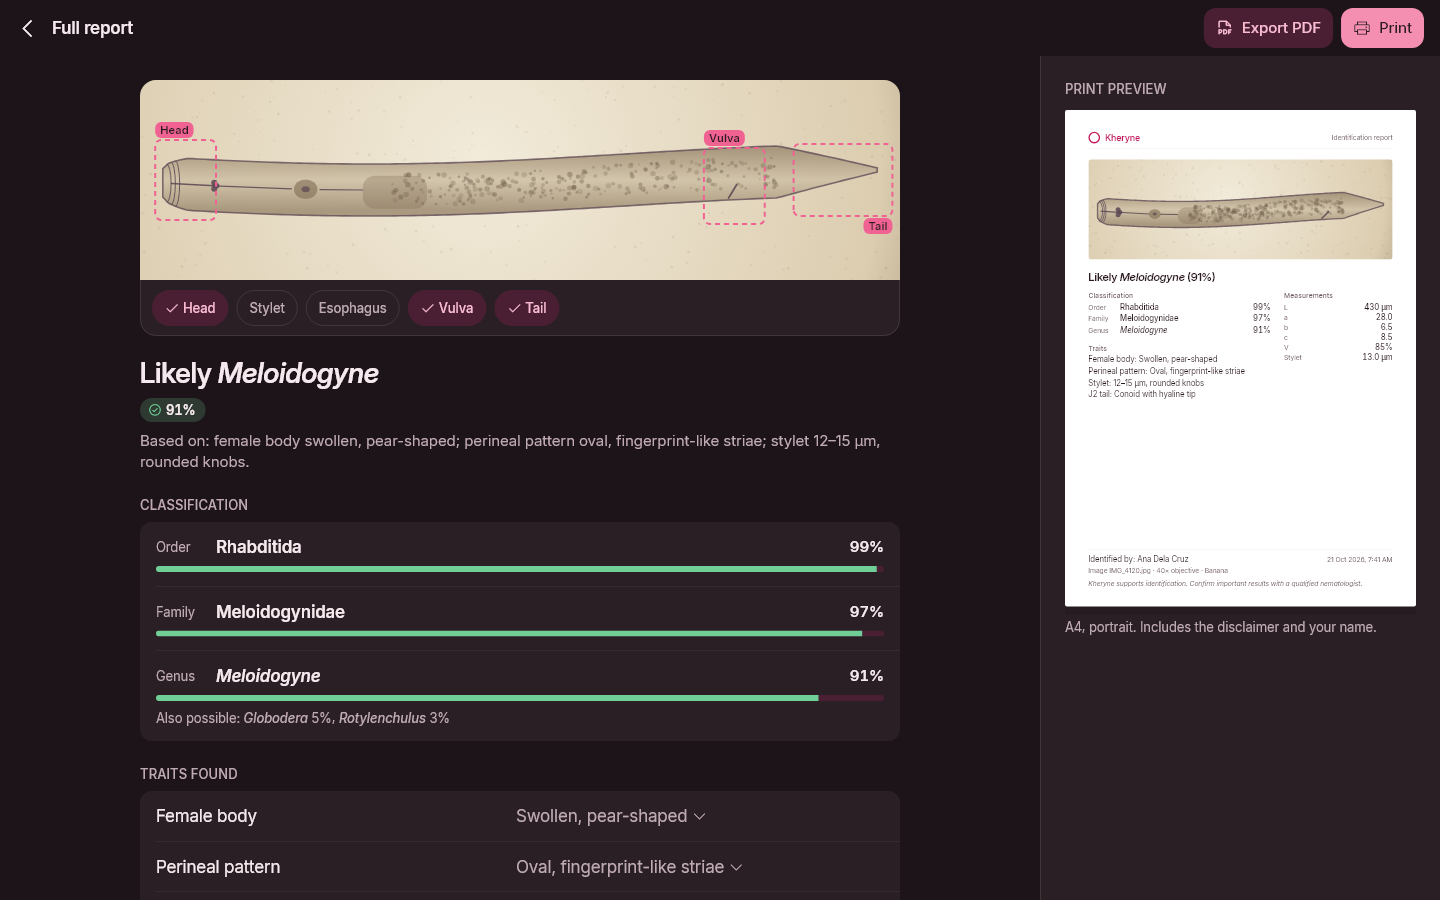 Full report
Export PDF
Print
Head
Vulva
Tail
Head
Stylet
Esophagus
Vulva
Tail
Likely Meloidogyne
91%
Based on: female body swollen, pear-shaped; perineal pattern oval, fingerprint-like striae; stylet 12–15 µm,
rounded knobs.
CLASSIFICATION
Order Rhabditida 99%
Family Meloidogynidae 97%
Genus Meloidogyne 91%
Also possible: Globodera 5%, Rotylenchulus 3%
TRAITS FOUND
Female body Swollen, pear-shaped
Perineal pattern Oval, fingerprint-like striae
PRINT PREVIEW
Kheryne Identification report
Likely Meloidogyne (91%)
Classification
Order Rhabditida 99%
Family Meloidogynidae 97%
Genus Meloidogyne 91%
Traits
Female body: Swollen, pear-shaped
Perineal pattern: Oval, fingerprint-like striae
Stylet: 12–15 µm, rounded knobs
J2 tail: Conoid with hyaline tip
Measurements
L 430 µm
a 28.0
b 6.5
c 8.5
V 85%
Stylet 13.0 µm
Identified by: Ana Dela Cruz 21 Oct 2026, 7:41 AM
Image IMG_4120.jpg · 40× objective · Banana
Kheryne supports identification. Confirm important results with a qualified nematologist.
A4, portrait. Includes the disclaimer and your name.